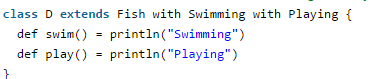 class D extends Fish with Swimming with Playing {
  def swim() = println("Swimming")
  def play() = println("Playing")
}